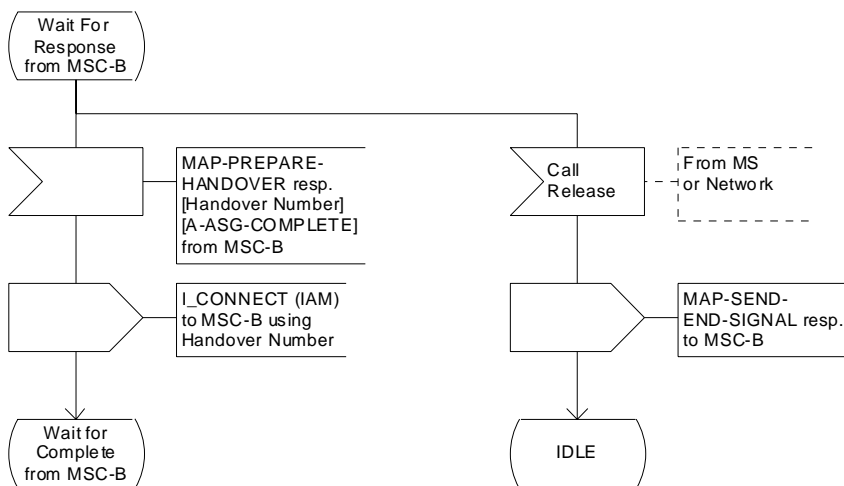 Wait For
Response
from MSC-B
MAP-PREPARE-
HANDOVER resp.
[Handover Number]
[A-ASG-COMPLETE]
from MSC-B
Call
Release
From MS
or Network
I_CONNECT (IAM)
to MSC-B using
Handover Number
MAP-SEND-
END-SIGNAL resp.
to MSC-B
Wait for
Complete
from MSC-B
IDLE